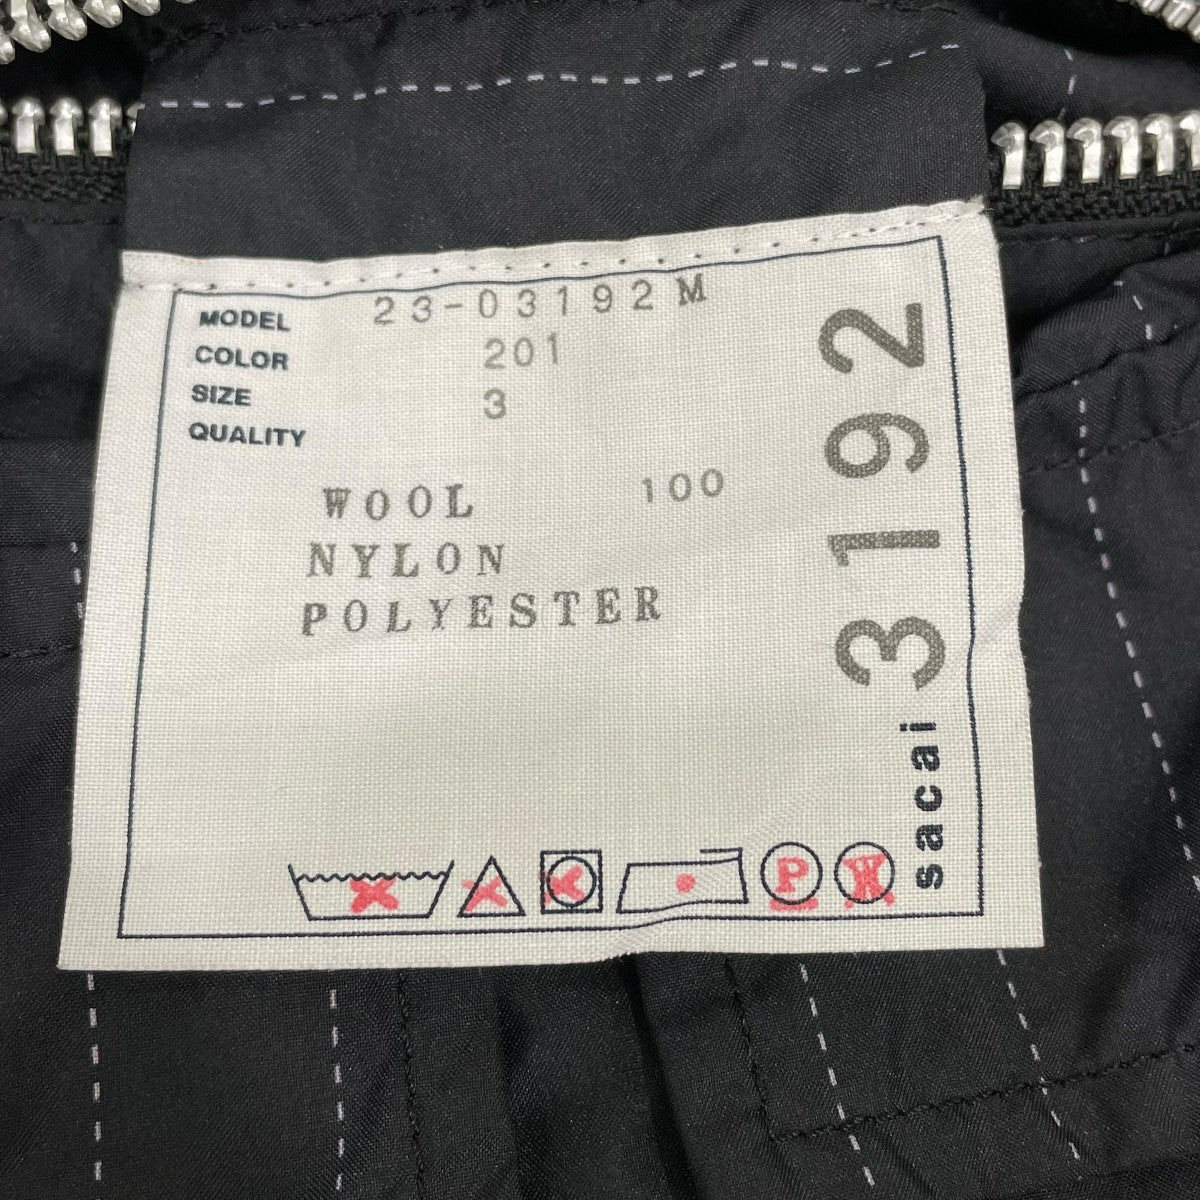 MODEL 23-03192M
COLOR 201
SIZE 3
QUALITY
WOOL 100
NYLON
POLYESTER
P W
sacai 3192